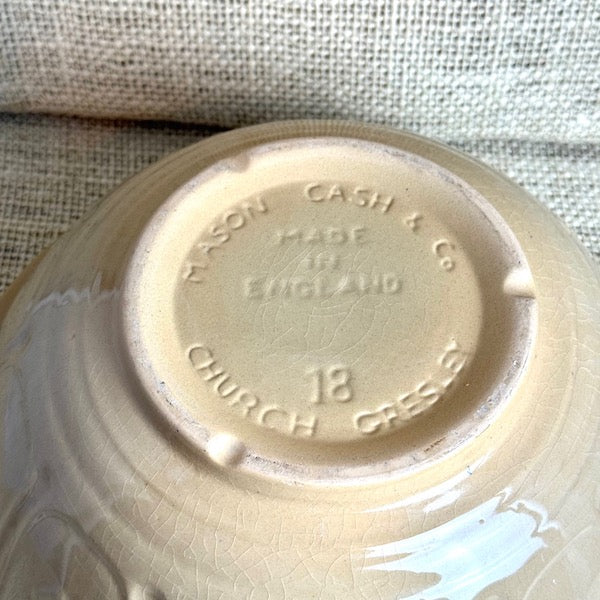 MASON CASH & Co
MADE
IN
ENGLAND
18
CHURCH GRESLEY